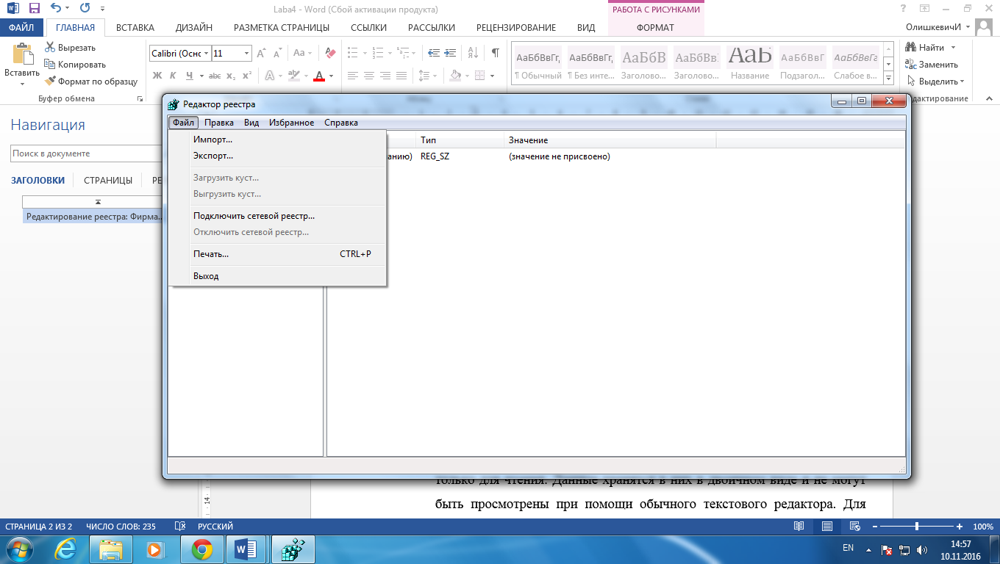 Laba4 - Word (Сбой активации продукта)
РАБОТА С РИСУНКАМИ
ФАЙЛ ГЛАВНАЯ ВСТАВКА ДИЗАЙН РАЗМЕТКА СТРАНИЦЫ ССЫЛКИ РАССЫЛКИ РЕЦЕНЗИРОВАНИЕ ВИД ФОРМАТ ОлишкевичИ
Вставить
Вырезать
Копировать
Формат по образцу
Буфер обмена
Calibri (Оснс 11
Ж К Ч abc x₂ x²
АаБбВвГг, АаБбВвГг, АаБбВ АаБбВвІ АаБ АаБбВвГ АаБбВвГг
¶ Обычный ¶ Без инте... Заголово... Заголово... Название Подзагол... Слабое в...
Найти
Заменить
Выделить
дактирование
Навигация
Поиск в документе
ЗАГОЛОВКИ СТРАНИЦЫ РЕ
Редактирование реестра: Фирма...
Редактор реестра
Файл Правка Вид Избранное Справка
Импорт...
Экспорт...
Загрузить куст...
Выгрузить куст...
Подключить сетевой реестр...
Отключить сетевой реестр...
Печать... CTRL+P
Выход
Тип Значение
анию) REG_SZ (значение не присвоено)
только для чтения. Данные хранятся в них в двоичном виде и не могут
быть просмотрены при помощи обычного текстового редактора. Для
14
СТРАНИЦА 2 ИЗ 2 ЧИСЛО СЛОВ: 235 РУССКИЙ 100%
EN 14:57
10.11.2016